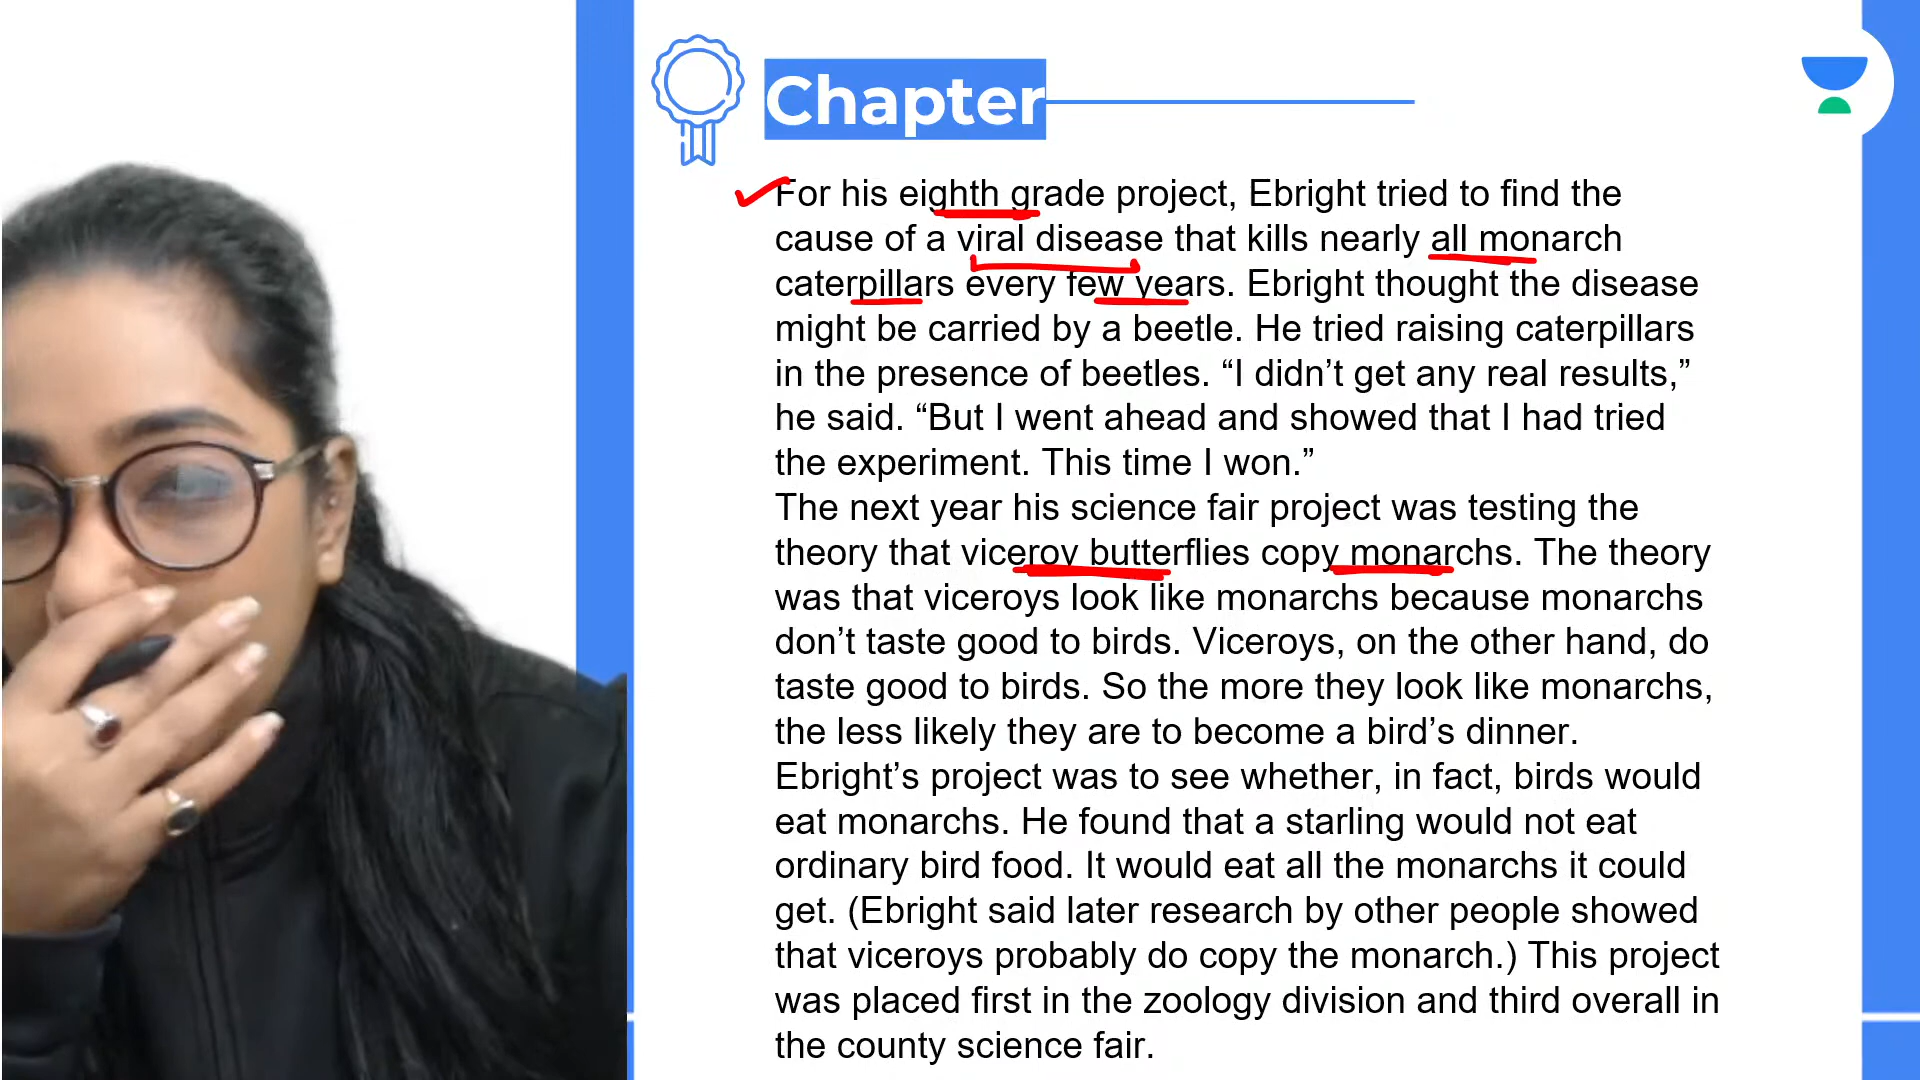 Chapter
For his eighth grade project, Ebright tried to find the
cause of a viral disease that kills nearly all monarch
caterpillars every few years. Ebright thought the disease
might be carried by a beetle. He tried raising caterpillars
in the presence of beetles. “I didn’t get any real results,”
he said. “But I went ahead and showed that I had tried
the experiment. This time I won.”
The next year his science fair project was testing the
theory that viceroy butterflies copy monarchs. The theory
was that viceroys look like monarchs because monarchs
don’t taste good to birds. Viceroys, on the other hand, do
taste good to birds. So the more they look like monarchs,
the less likely they are to become a bird’s dinner.
Ebright’s project was to see whether, in fact, birds would
eat monarchs. He found that a starling would not eat
ordinary bird food. It would eat all the monarchs it could
get. (Ebright said later research by other people showed
that viceroys probably do copy the monarch.) This project
was placed first in the zoology division and third overall in
the county science fair.